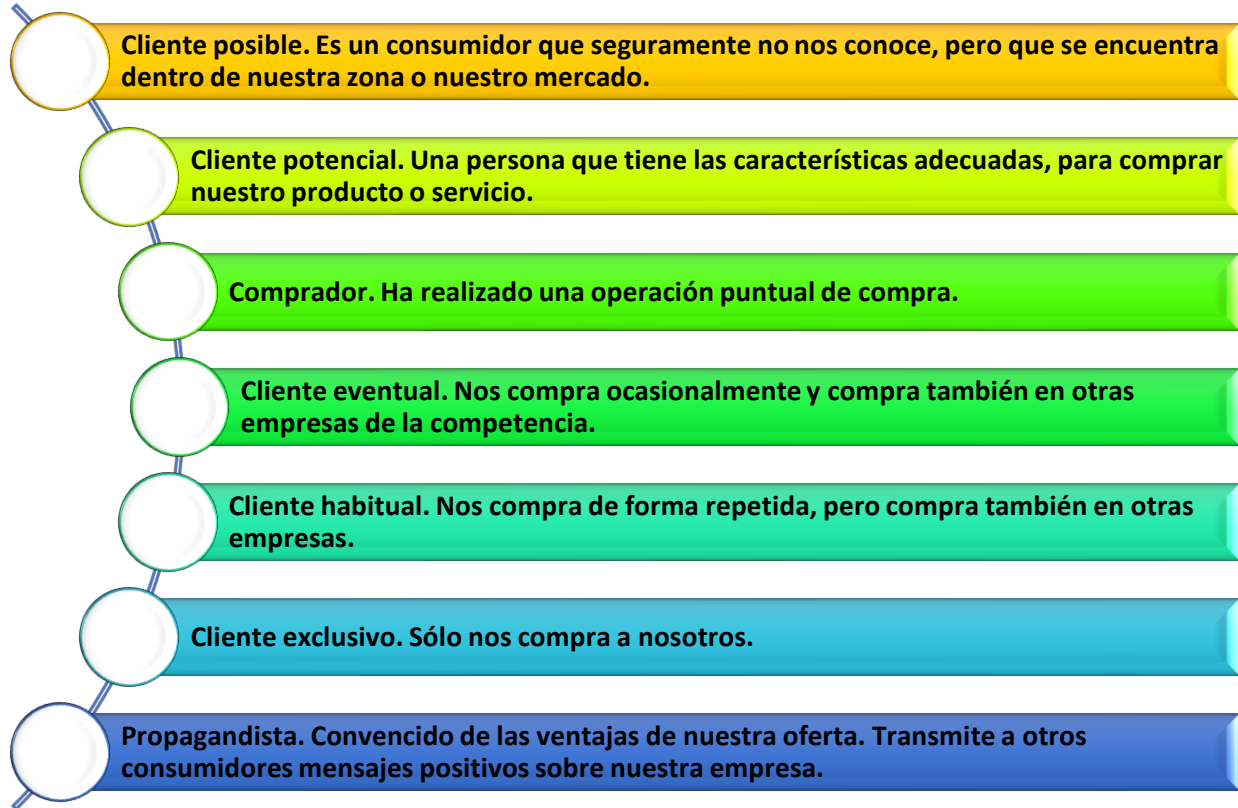 Cliente posible. Es un consumidor que seguramente no nos conoce, pero que se encuentra
dentro de nuestra zona o nuestro mercado.
Cliente potencial. Una persona que tiene las características adecuadas, para comprar
nuestro producto o servicio.
Comprador. Ha realizado una operación puntual de compra.
Cliente eventual. Nos compra ocasionalmente y compra también en otras
empresas de la competencia.
Cliente habitual. Nos compra de forma repetida, pero compra también en otras
empresas.
Cliente exclusivo. Sólo nos compra a nosotros.
Propagandista. Convencido de las ventajas de nuestra oferta. Transmite a otros
consumidores mensajes positivos sobre nuestra empresa.